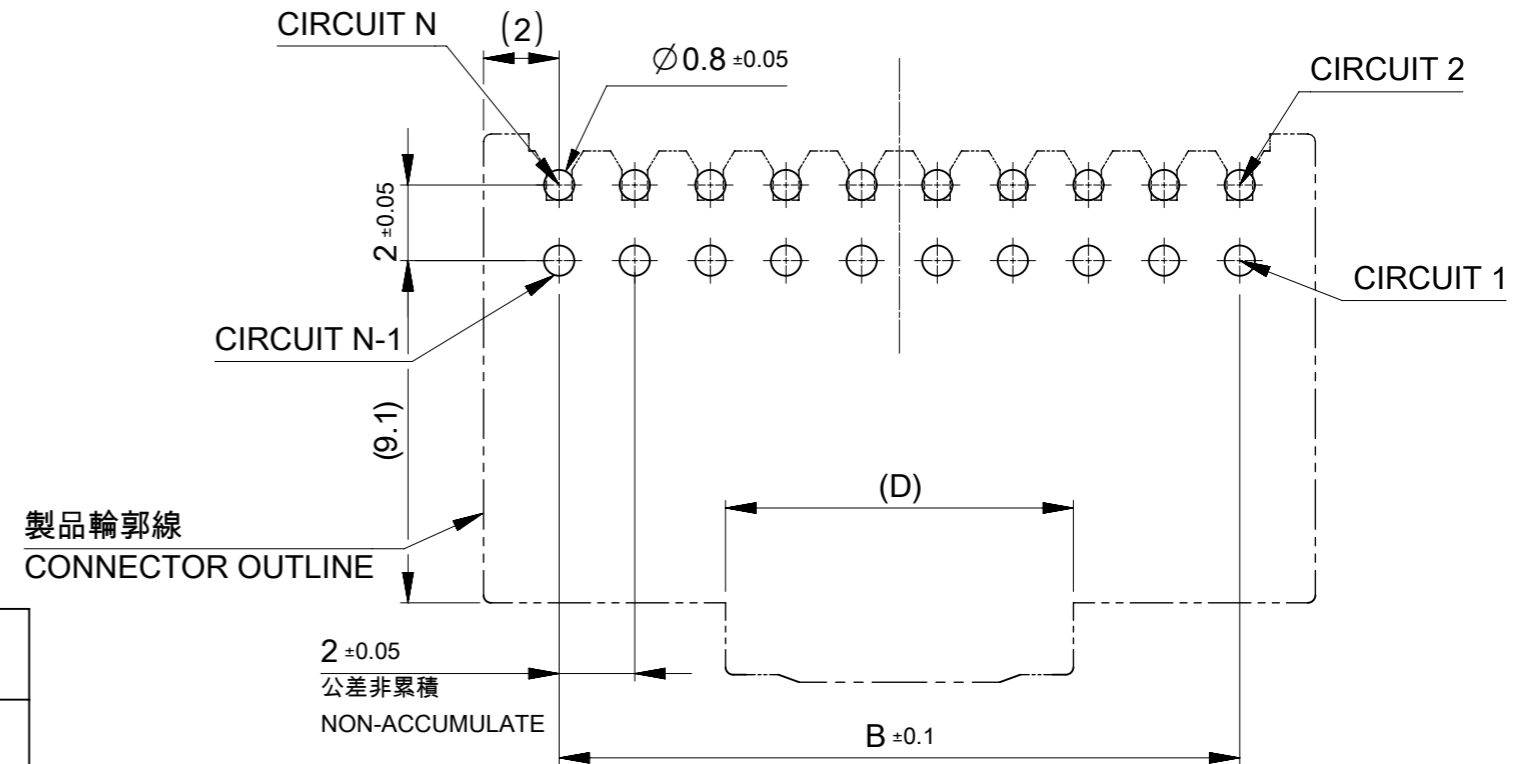 CIRCUIT N
(2)
∅0.8 ±0.05
CIRCUIT 2
2 ±0.05
CIRCUIT 1
CIRCUIT N-1
(9.1)
(D)
製品輪郭線
CONNECTOR OUTLINE
2 ±0.05
公差非累積
NON-ACCUMULATE
B ±0.1